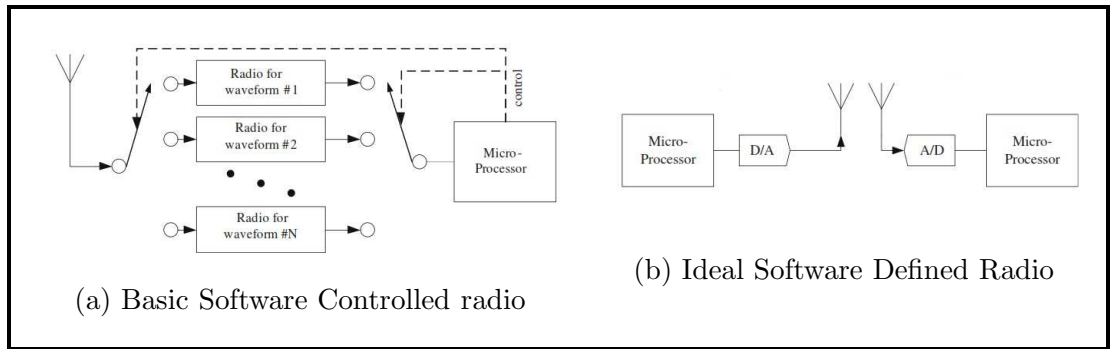 Radio for
waveform #1
Radio for
waveform #2
Radio for
waveform #N
control
Micro-
Processor
(a) Basic Software Controlled radio
Micro-
Processor
D/A
A/D
Micro-
Processor
(b) Ideal Software Defined Radio